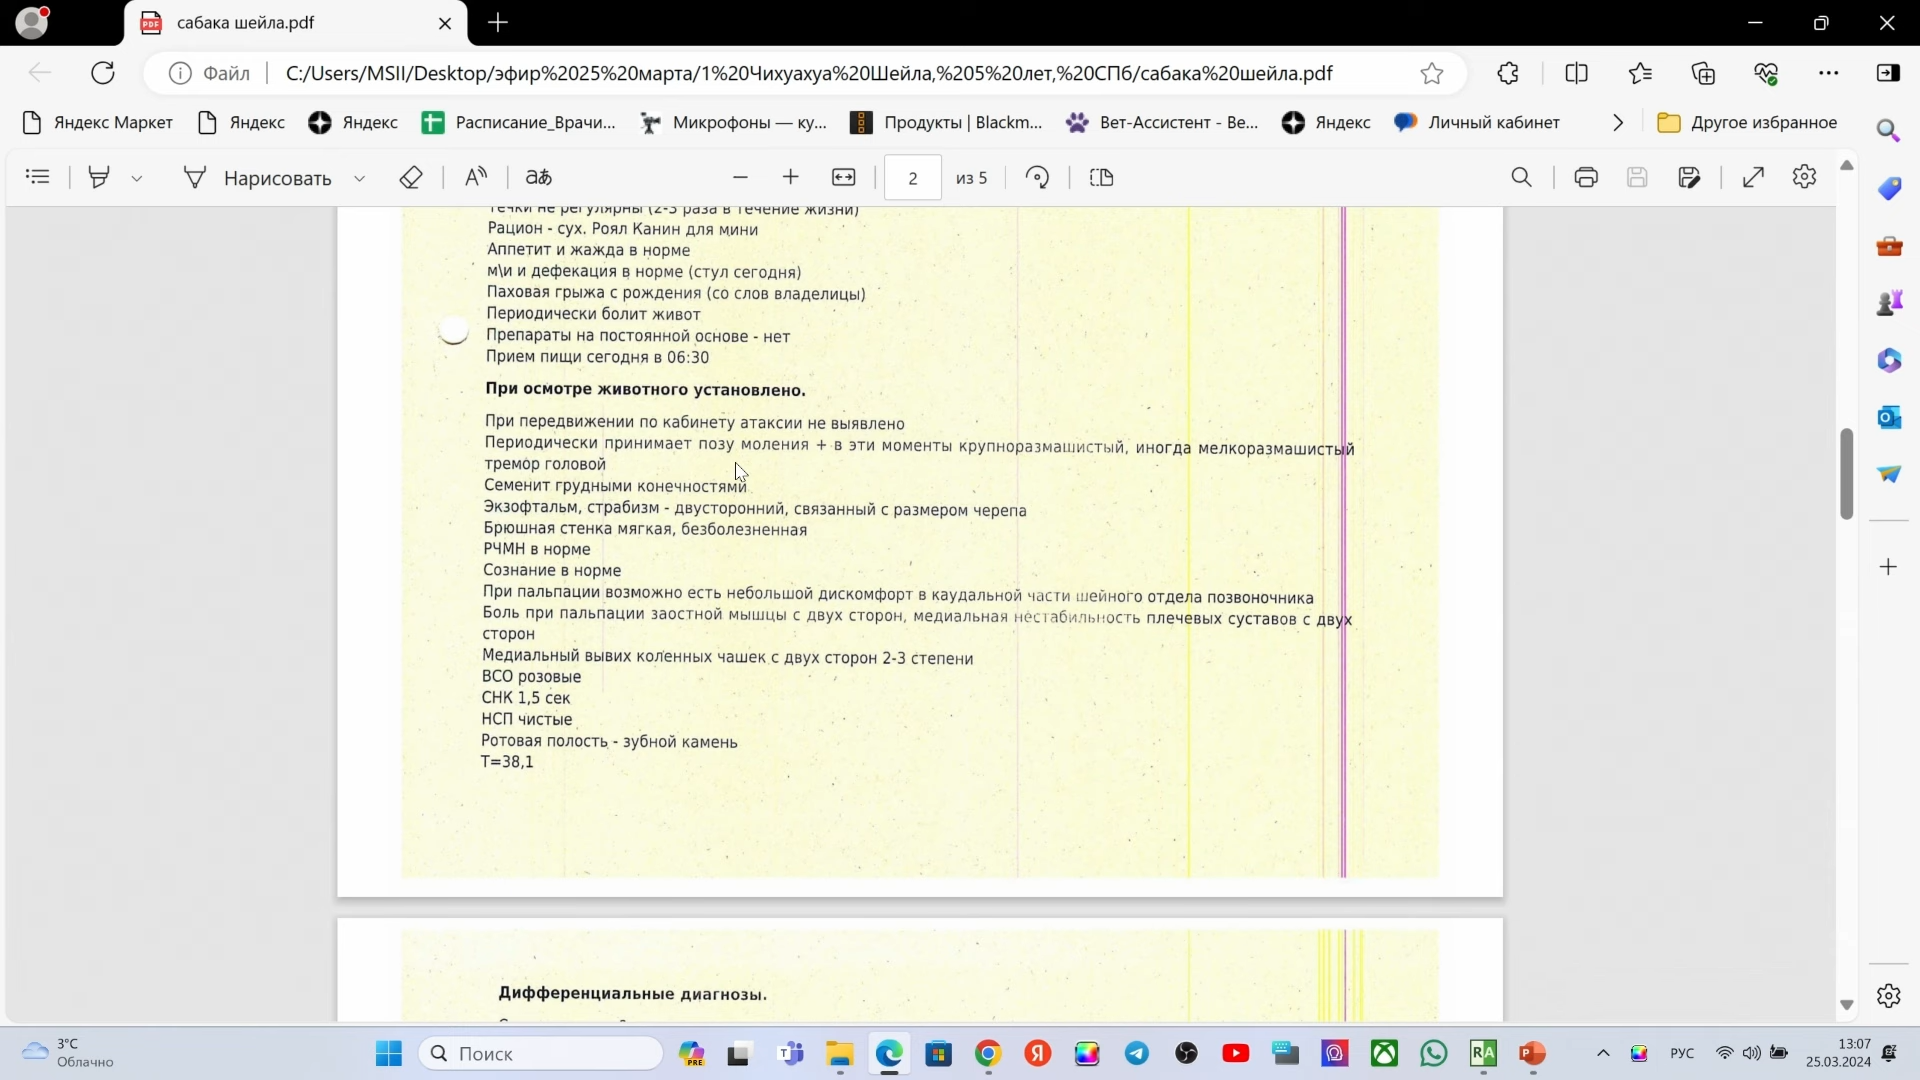 сабака шейла.pdf
Файл
C:/Users/MSII/Desktop/эфир%2025%20марта/1%20Чихуахуа%20Шейла,%205%20лет,%20СПб/сабака%20шейла.pdf
Яндекс Маркет
Яндекс
Яндекс
Расписание_Врачи...
Микрофоны — ку...
Продукты | Blackm...
Вет-Ассистент - Ве...
Яндекс
Личный кабинет
Другое избранное
Нарисовать
2 из 5
Течки не регулярны (2-3 раза в течение жизни)
Рацион - сух. Роял Канин для мини
Аппетит и жажда в норме
м\и и дефекация в норме (стул сегодня)
Паховая грыжа с рождения (со слов владелицы)
Периодически болит живот
Препараты на постоянной основе - нет
Прием пищи сегодня в 06:30
При осмотре животного установлено.
При передвижении по кабинету атаксии не выявлено
Периодически принимает позу моления + в эти моменты крупноразмашистый, иногда мелкоразмашистый
тремор головой
Семенит грудными конечностями
Экзофтальм, страбизм - двусторонний, связанный с размером черепа
Брюшная стенка мягкая, безболезненная
РЧМН в норме
Сознание в норме
При пальпации возможно есть небольшой дискомфорт в каудальной части шейного отдела позвоночника
Боль при пальпации заостной мышцы с двух сторон, медиальная нестабильность плечевых суставов с двух
сторон
Медиальный вывих коленных чашек с двух сторон 2-3 степени
ВСО розовые
СНК 1,5 сек
НСП чистые
Ротовая полость - зубной камень
Т=38,1
Дифференциальные диагнозы.
3°C
Облачно
Поиск
РУС
13:07
25.03.2024